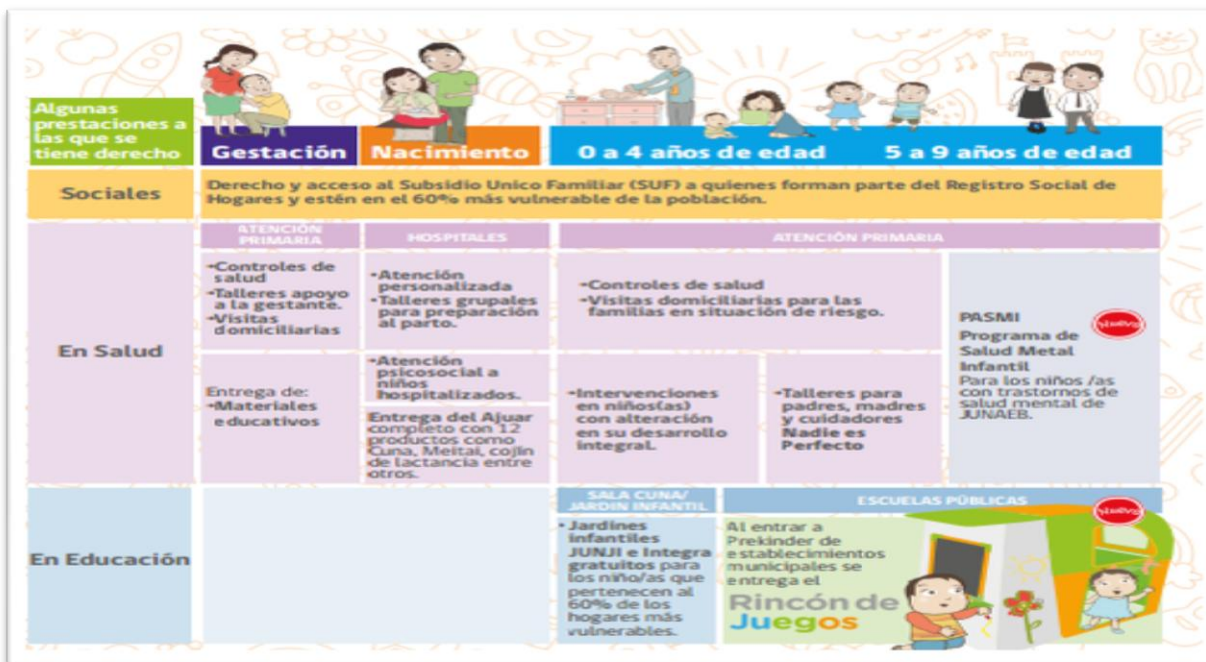 Algunas
prestaciones a
las que se
tiene derecho
Gestación
Nacimiento
0 a 4 años de edad
5 a 9 años de edad
Sociales
Derecho y acceso al Subsidio Unico Familiar (SUF) a quienes forman parte del Registro Social de
Hogares y estén en el 60% más vulnerable de la población.
En Salud
ATENCIÓN
PRIMARIA
HOSPITALES
ATENCIÓN PRIMARIA
•Controles de
salud
•Talleres apoyo
a la gestante.
•Visitas
domiciliarias
•Atención
personalizada
•Talleres grupales
para preparación
al parto.
•Controles de salud
•Visitas domiciliarias para las
familias en situación de riesgo.
PASMI
Programa de
Salud Metal
Infantil
Para los niños /as
con trastornos de
salud mental de
JUNAEB.
Nuevo
Entrega de:
•Materiales
educativos
•Atención
psicosocial a
niños
hospitalizados.
Entrega del Ajuar
completo con 12
productos como
Cuna, Meital, cojín
de lactancia entre
otros.
•Intervenciones
en niños(as)
con alteración
en su desarrollo
integral.
•Talleres para
padres, madres
y cuidadores
Nadie es
Perfecto
En Educación
SALA CUNA/
JARDIN INFANTIL
ESCUELAS PÚBLICAS
• Jardines
infantiles
JUNJI e Integra
gratuitos para
los niño/as que
pertenecen al
60% de los
hogares más
vulnerables.
Al entrar a
Prekinder de
establecimientos
municipales se
entrega el
Rincón de
Juegos
Nuevo